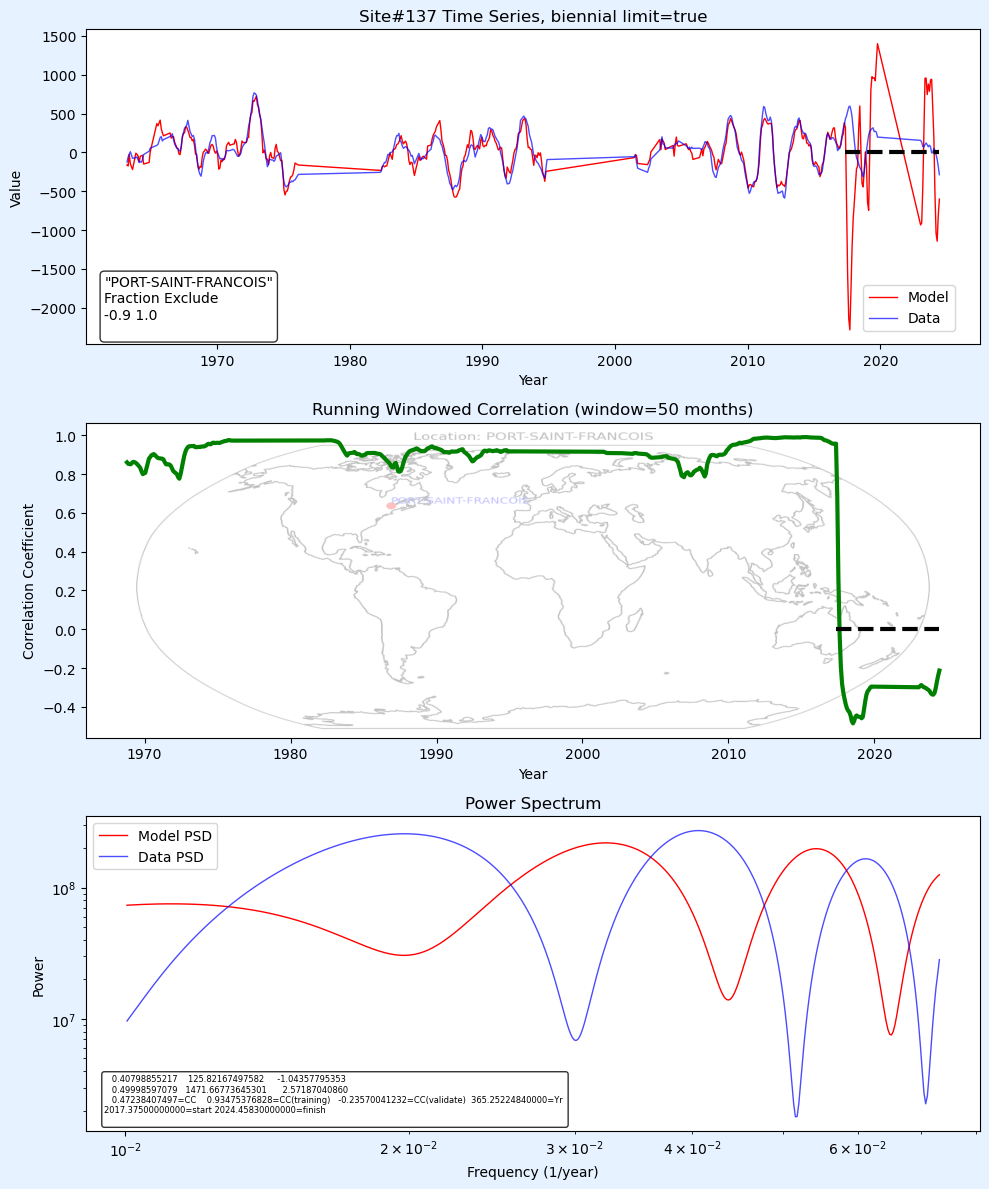 Site#137 Time Series, biennial limit=true
1500
1000
500
0
−500
−1000
−1500
−2000
Value
"PORT-SAINT-FRANCOIS"
Fraction Exclude
-0.9 1.0
Model
Data
1970
1980
1990
2000
2010
2020
Year
Running Windowed Correlation (window=50 months)
1.0
0.8
0.6
0.4
0.2
0.0
−0.2
−0.4
Correlation Coefficient
Location: PORT-SAINT-FRANCOIS
PORT-SAINT-FRANCOIS
1970
1980
1990
2000
2010
2020
Year
Power Spectrum
Model PSD
Data PSD
10⁸
10⁷
Power
0.40798855217 125.82167497582 -1.04357795353
0.49998597079 1471.66773645301 2.57187040860
0.47238407497=CC 0.93475376828=CC(training) -0.23570041232=CC(validate) 365.25224840000=Yr
2017.37500000000=start 2024.45830000000=finish
10⁻²
2 × 10⁻²
3 × 10⁻²
4 × 10⁻²
6 × 10⁻²
Frequency (1/year)